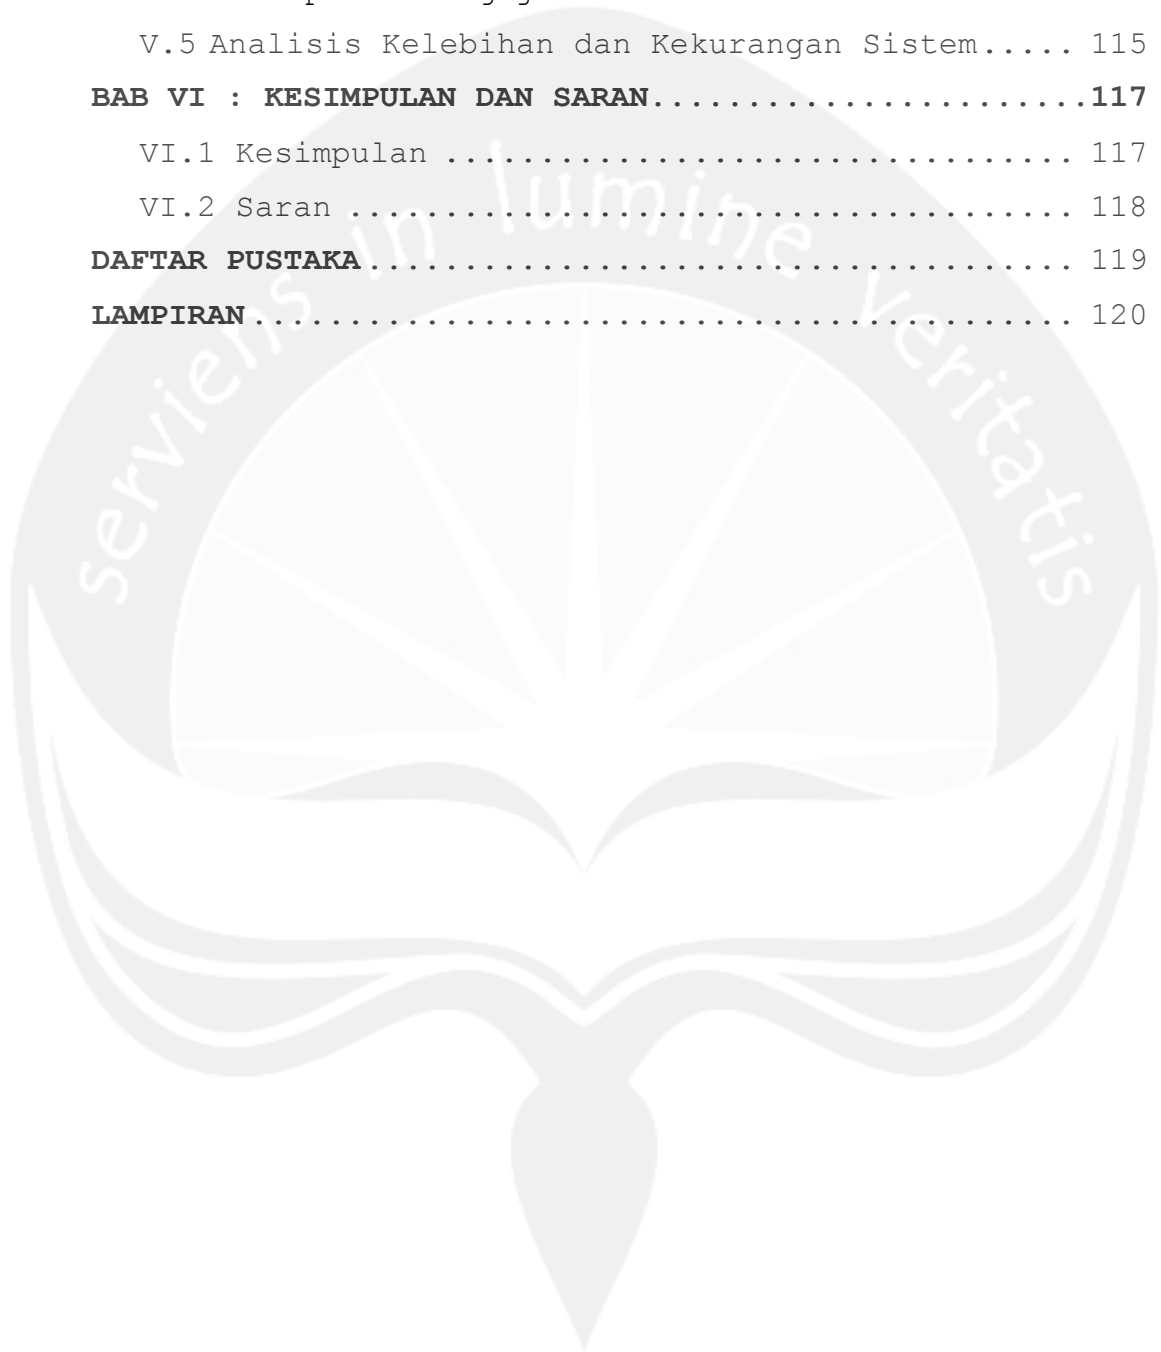 V.5 Analisis Kelebihan dan Kekurangan Sistem..... 115
BAB VI : KESIMPULAN DAN SARAN.......................117
VI.1 Kesimpulan ................................. 117
VI.2 Saran ...................................... 118
DAFTAR PUSTAKA..................................... 119
LAMPIRAN........................................... 120
serviens in lumine veritatis